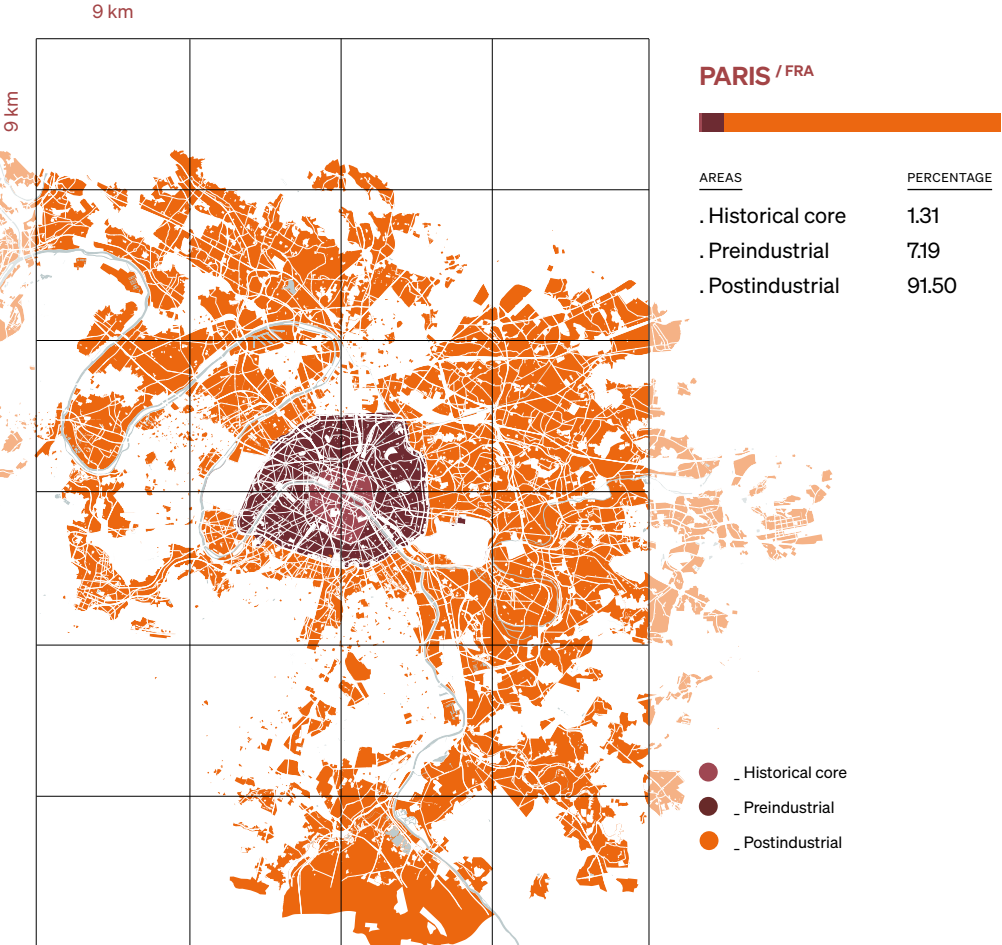 9 km
9 km
PARIS / FRA
AREAS PERCENTAGE
. Historical core 1.31
. Preindustrial 7.19
. Postindustrial 91.50
_ Historical core
_ Preindustrial
_ Postindustrial